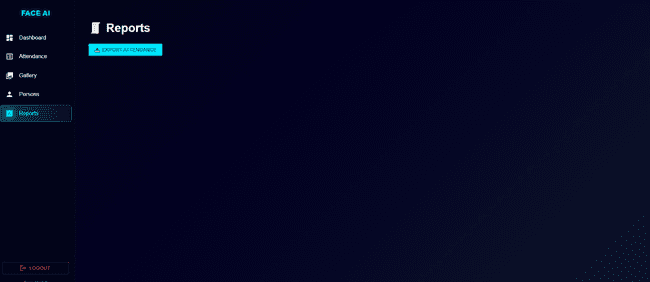 FACE AI
Dashboard
Attendance
Gallery
Persons
Reports
LOGOUT
Reports
EXPORT ATTENDANCE